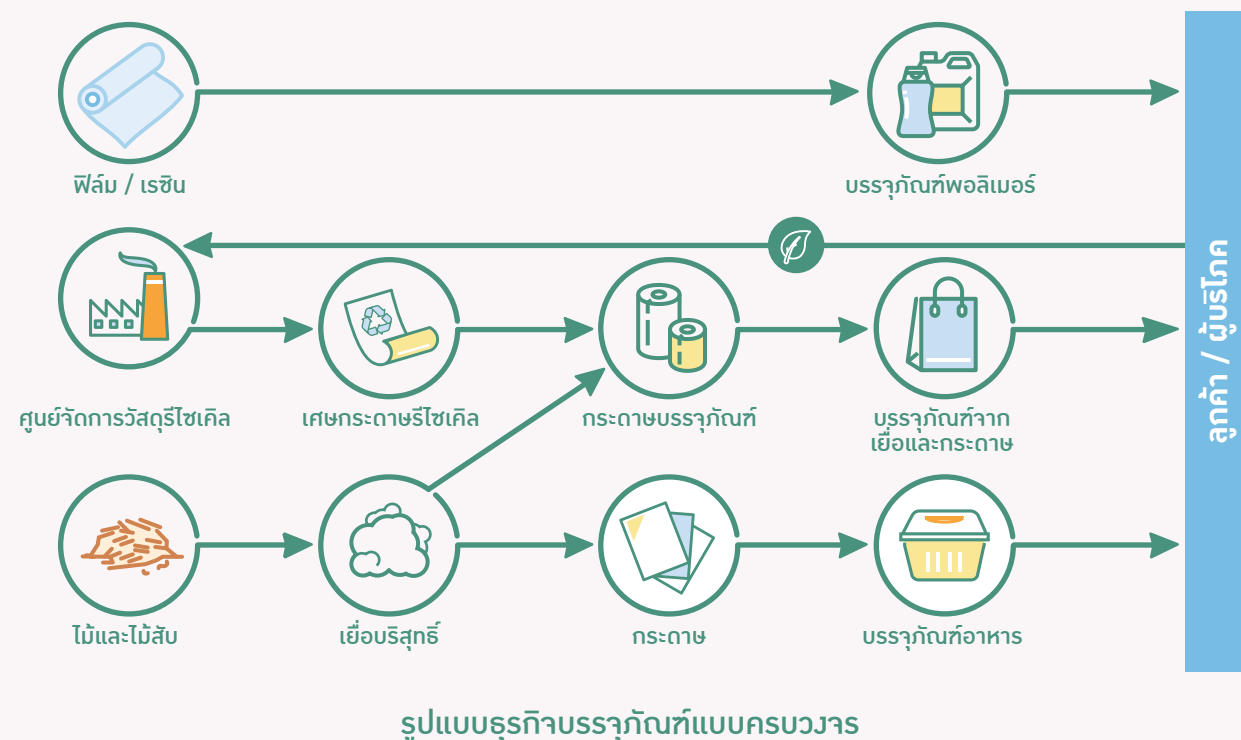 ฟิล์ม / เรซิน
บรรจุภัณฑ์พอลิเมอร์
ศูนย์จัดการวัสดุรีไซเคิล
เศษกระดาษรีไซเคิล
กระดาษบรรจุภัณฑ์
บรรจุภัณฑ์จาก
เยื่อและกระดาษ
ไม้และไม้สับ
เยื่อบริสุทธิ์
กระดาษ
บรรจุภัณฑ์อาหาร
ลูกค้า / ผู้บริโภค
รูปแบบธุรกิจบรรจุภัณฑ์แบบครบวงจร